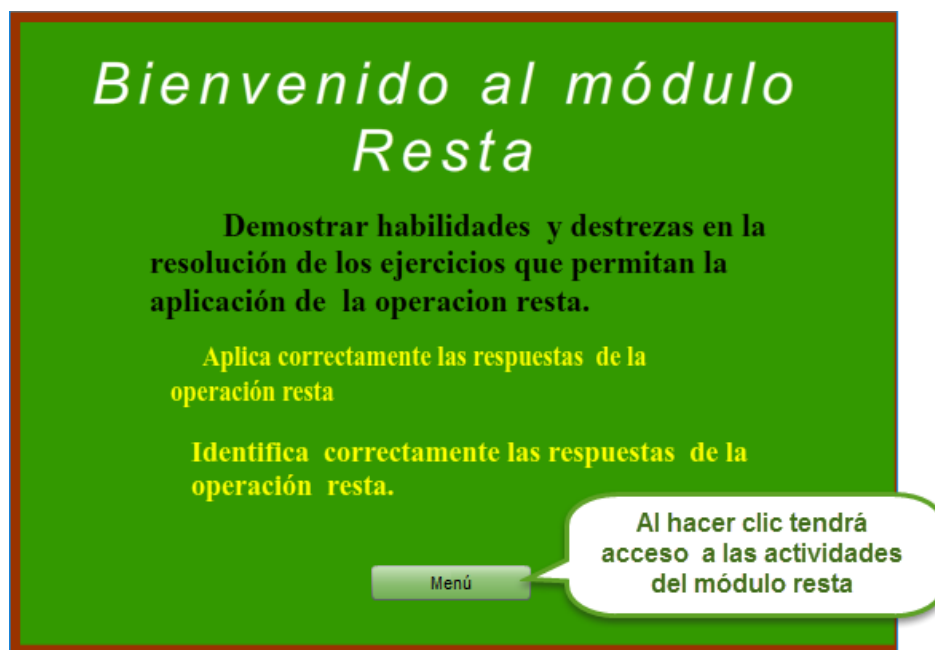 Bienvenido al módulo
Resta
Demostrar habilidades y destrezas en la
resolución de los ejercicios que permitan la
aplicación de la operacion resta.
Aplica correctamente las respuestas de la
operación resta
Identifica correctamente las respuestas de la
operación resta.
Menú
Al hacer clic tendrá
acceso a las actividades
del módulo resta